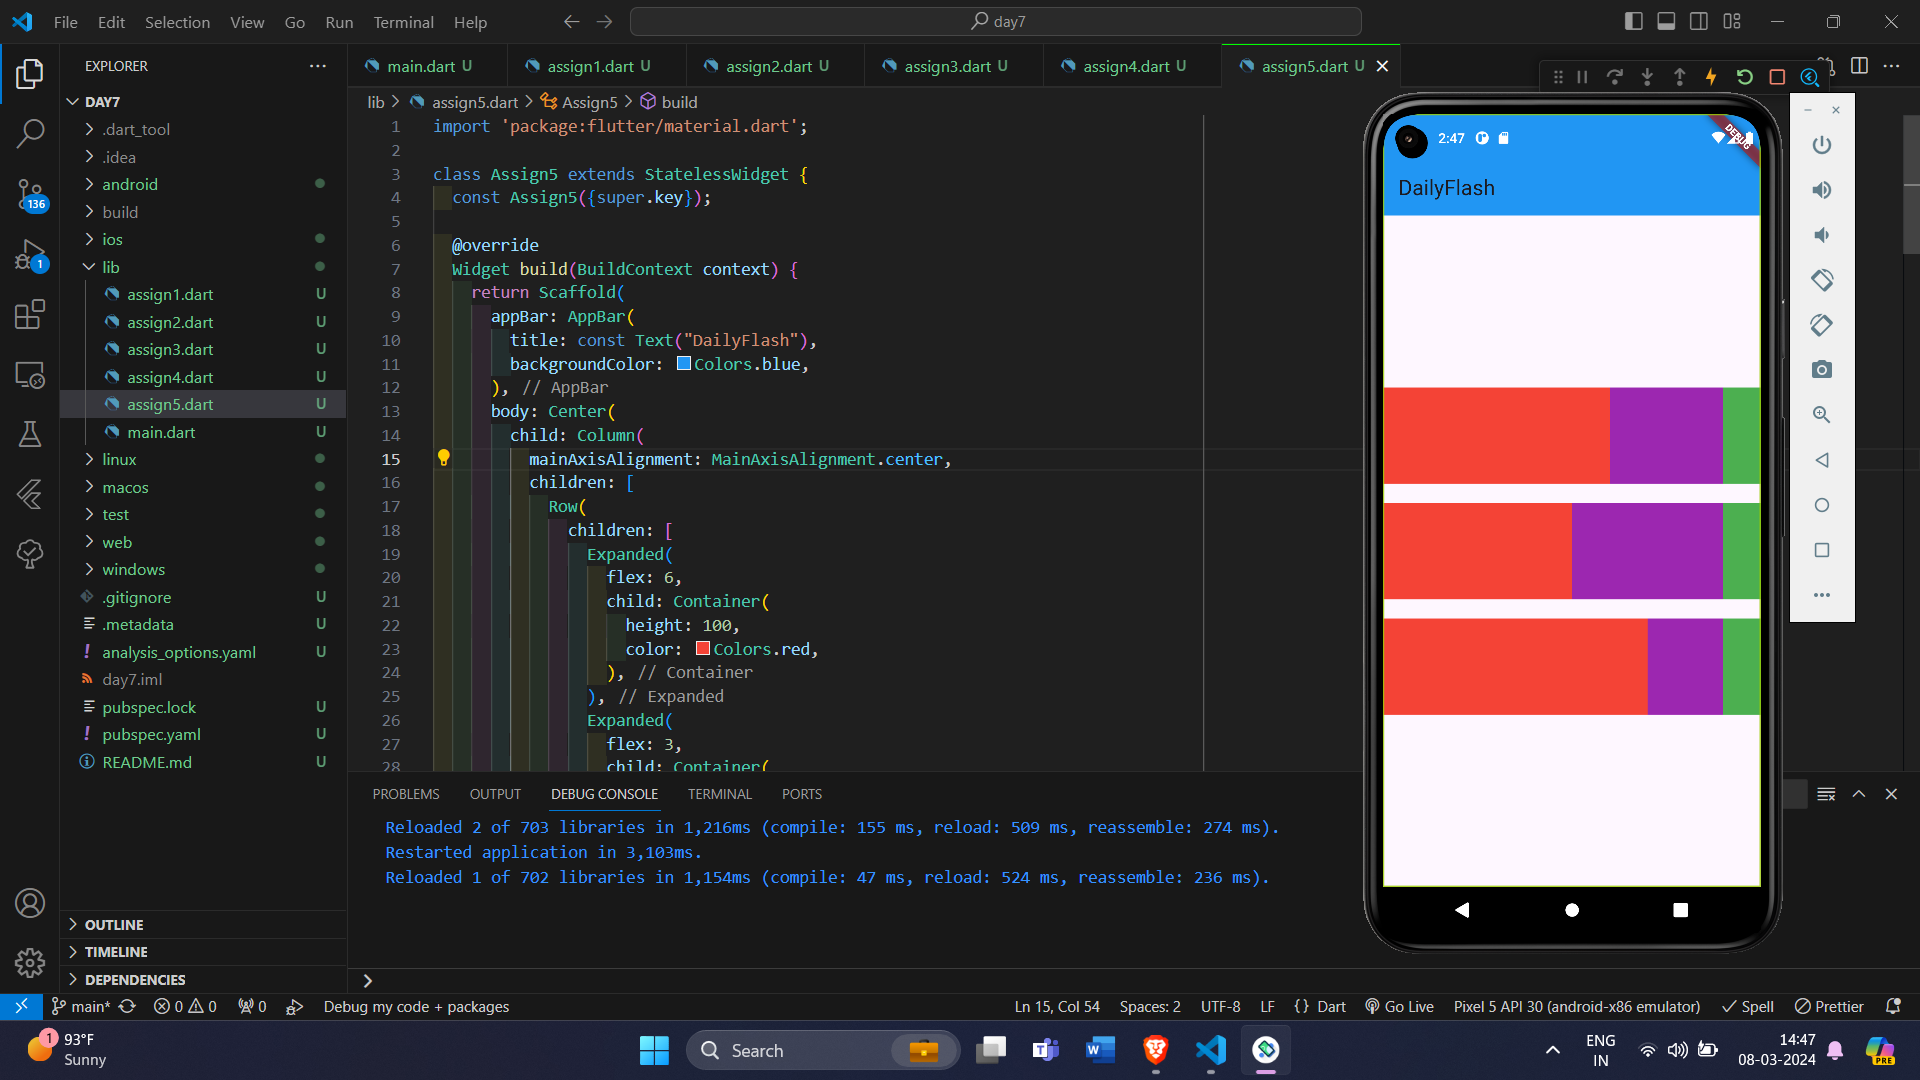 File Edit Selection View Go Run Terminal Help
day7
EXPLORER
main.dart U
assign1.dart U
assign2.dart U
assign3.dart U
assign4.dart U
assign5.dart U
DAY7
lib > assign5.dart > Assign5 > build
.dart_tool
.idea
android
build
ios
lib
assign1.dart U
assign2.dart U
assign3.dart U
assign4.dart U
assign5.dart U
main.dart U
linux
macos
test
web
windows
.gitignore U
.metadata U
analysis_options.yaml U
day7.iml
pubspec.lock U
pubspec.yaml U
README.md U
OUTLINE
TIMELINE
DEPENDENCIES
136
1
1 import 'package:flutter/material.dart';
2
3 class Assign5 extends StatelessWidget {
4 const Assign5({super.key});
5
6 @override
7 Widget build(BuildContext context) {
8 return Scaffold(
9 appBar: AppBar(
10 title: const Text("DailyFlash"),
11 backgroundColor: Colors.blue,
12 ), // AppBar
13 body: Center(
14 child: Column(
15 mainAxisAlignment: MainAxisAlignment.center,
16 children: [
17 Row(
18 children: [
19 Expanded(
20 flex: 6,
21 child: Container(
22 height: 100,
23 color: Colors.red,
24 ), // Container
25 ), // Expanded
26 Expanded(
27 flex: 3,
28 child: Container(
2:47
DEBUG
DailyFlash
PROBLEMS OUTPUT DEBUG CONSOLE TERMINAL PORTS
Reloaded 2 of 703 libraries in 1,216ms (compile: 155 ms, reload: 509 ms, reassemble: 274 ms).
Restarted application in 3,103ms.
Reloaded 1 of 702 libraries in 1,154ms (compile: 47 ms, reload: 524 ms, reassemble: 236 ms).
main* 0 0 0 Debug my code + packages Ln 15, Col 54 Spaces: 2 UTF-8 LF {} Dart Go Live Pixel 5 API 30 (android-x86 emulator) Spell Prettier
1
93°F
Sunny
Search
ENG
IN
14:47
08-03-2024
PRE